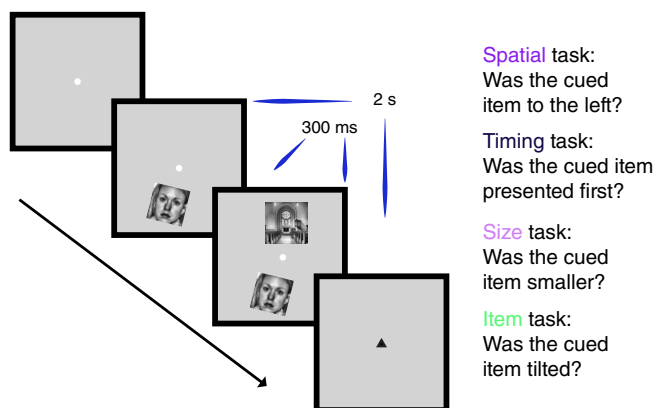 2 s
300 ms
Spatial task:
Was the cued
item to the left?
Timing task:
Was the cued item
presented first?
Size task:
Was the cued
item smaller?
Item task:
Was the cued
item tilted?